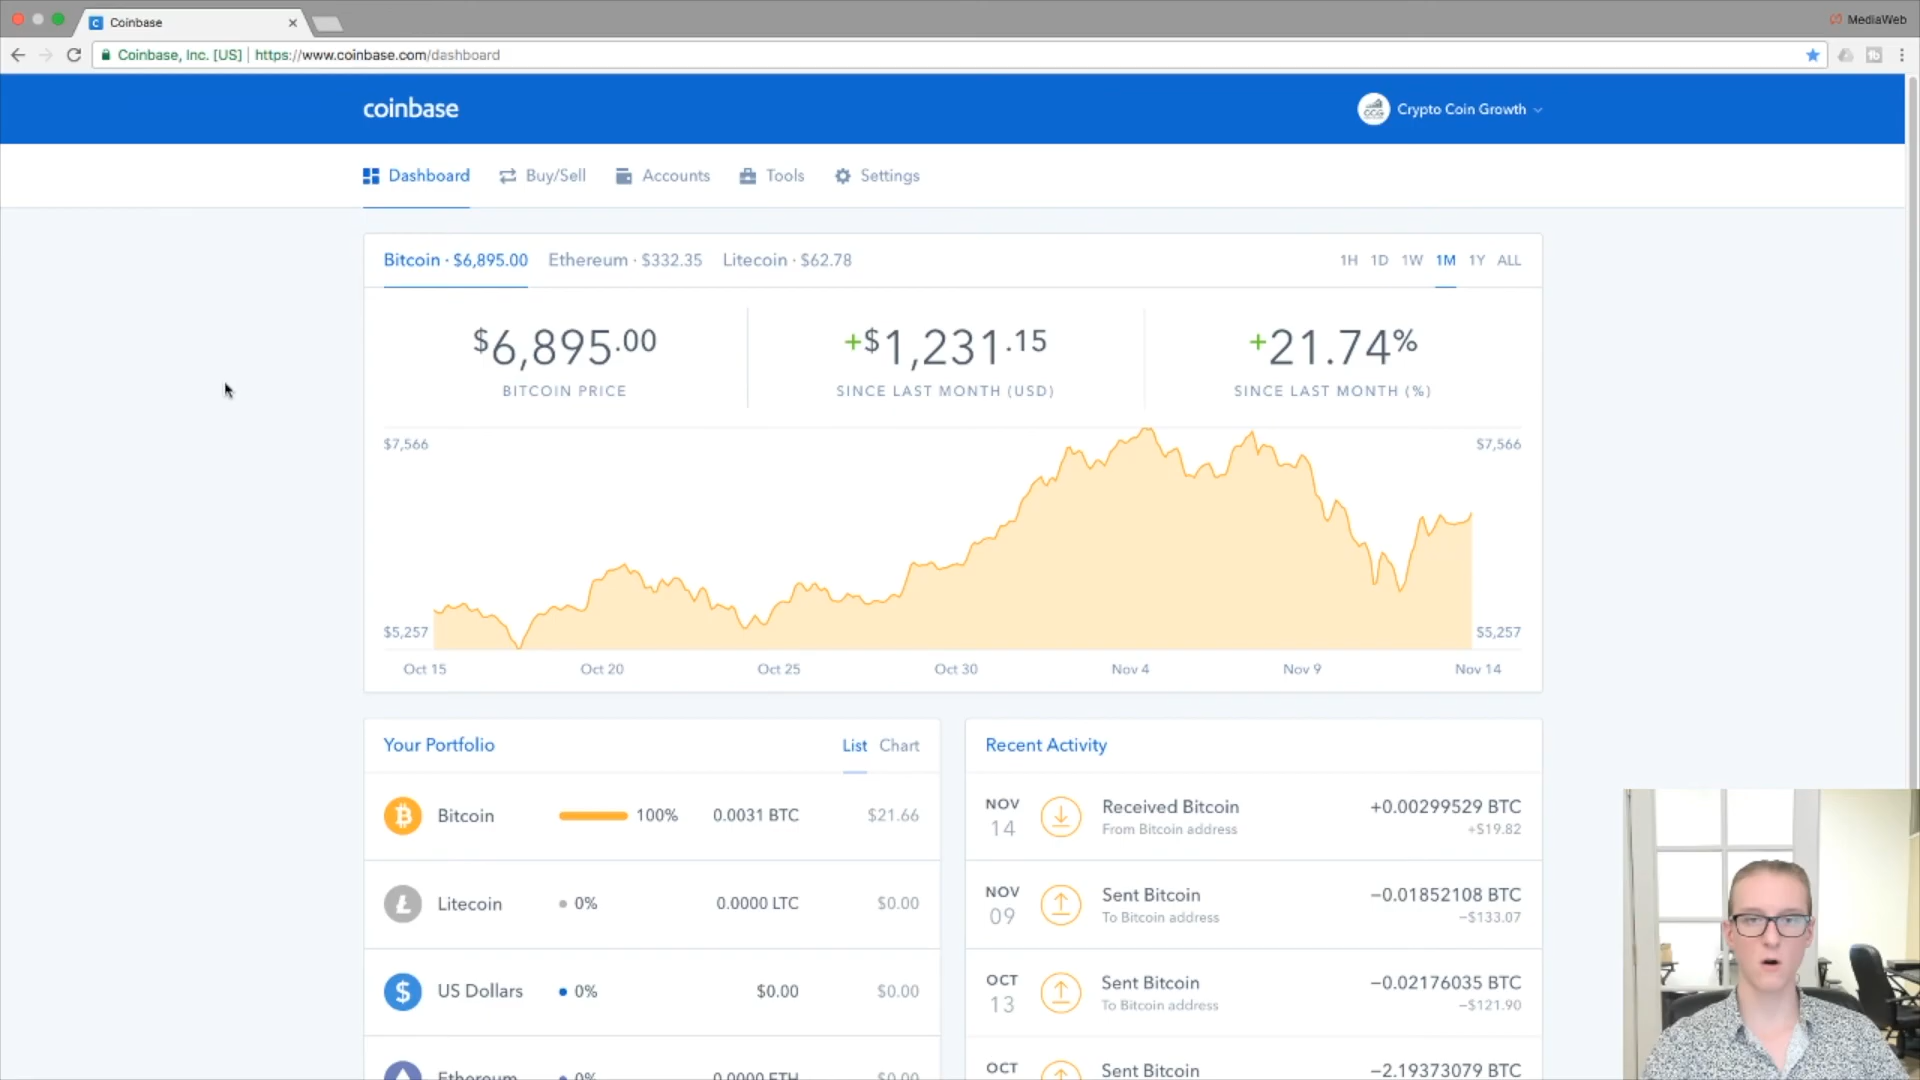 Coinbase
MediaWeb
Coinbase, Inc. [US] | https://www.coinbase.com/dashboard
coinbase
Crypto Coin Growth
Dashboard Buy/Sell Accounts Tools Settings
Bitcoin · $6,895.00 Ethereum · $332.35 Litecoin · $62.78 1H 1D 1W 1M 1Y ALL
$6,895.00 +$1,231.15 +21.74%
BITCOIN PRICE SINCE LAST MONTH (USD) SINCE LAST MONTH (%)
$7,566 $7,566
$5,257 $5,257
Oct 15 Oct 20 Oct 25 Oct 30 Nov 4 Nov 9 Nov 14
Your Portfolio List Chart
Bitcoin 100% 0.0031 BTC $21.66
Litecoin 0% 0.0000 LTC $0.00
US Dollars 0% $0.00 $0.00
Ethereum 0% 0.0000 ETH $0.00
Recent Activity
NOV 14 Received Bitcoin +0.00299529 BTC
From Bitcoin address +$19.82
NOV 09 Sent Bitcoin −0.01852108 BTC
To Bitcoin address −$133.07
OCT 13 Sent Bitcoin −0.02176035 BTC
To Bitcoin address −$121.90
OCT Sent Bitcoin −2.19373079 BTC